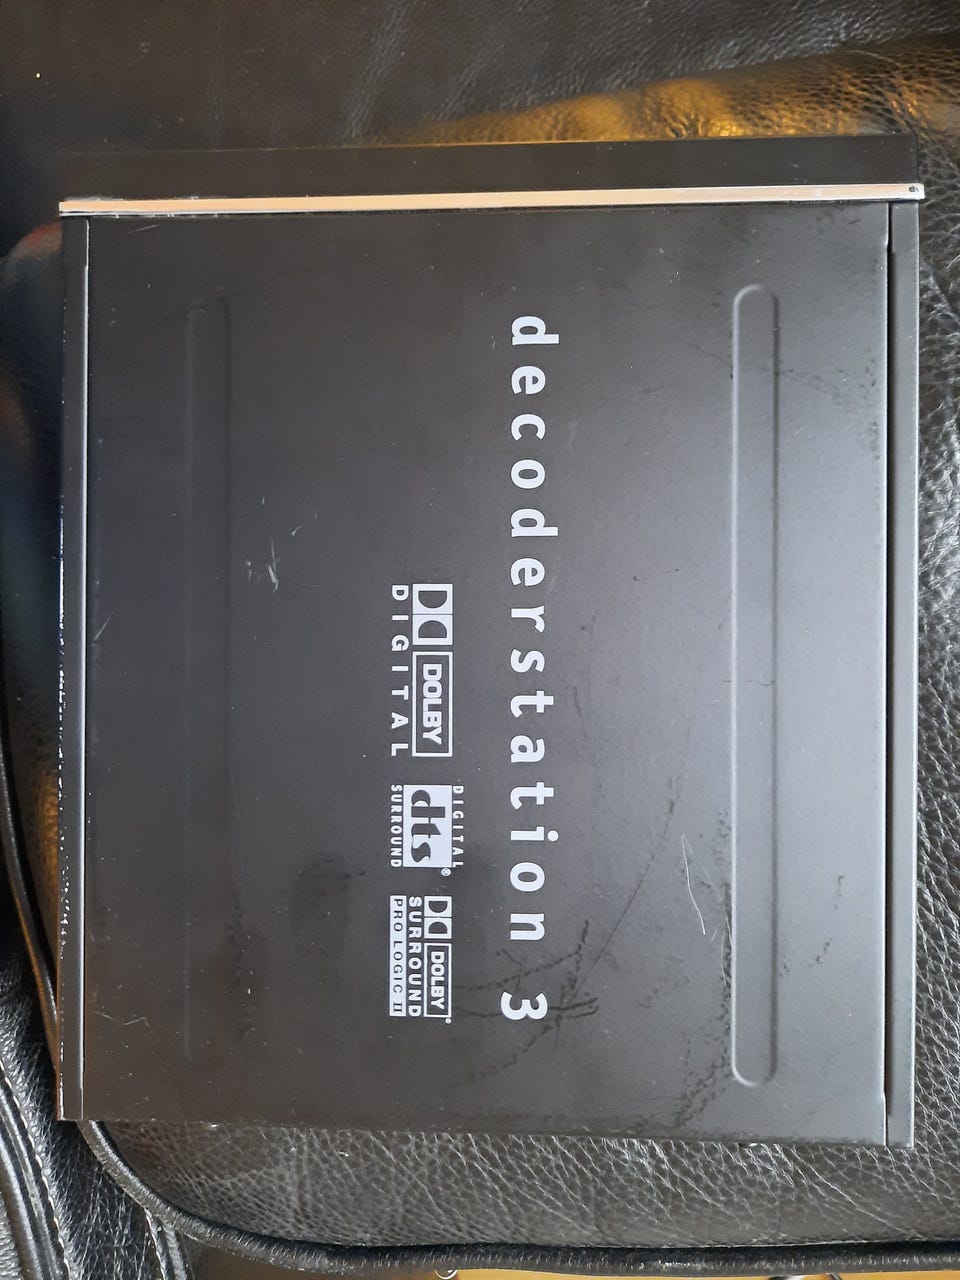 decoderstation 3
DOLBY
DIGITAL
DIGITAL
dts®
SURROUND
DOLBY®
SURROUND
PRO LOGIC II